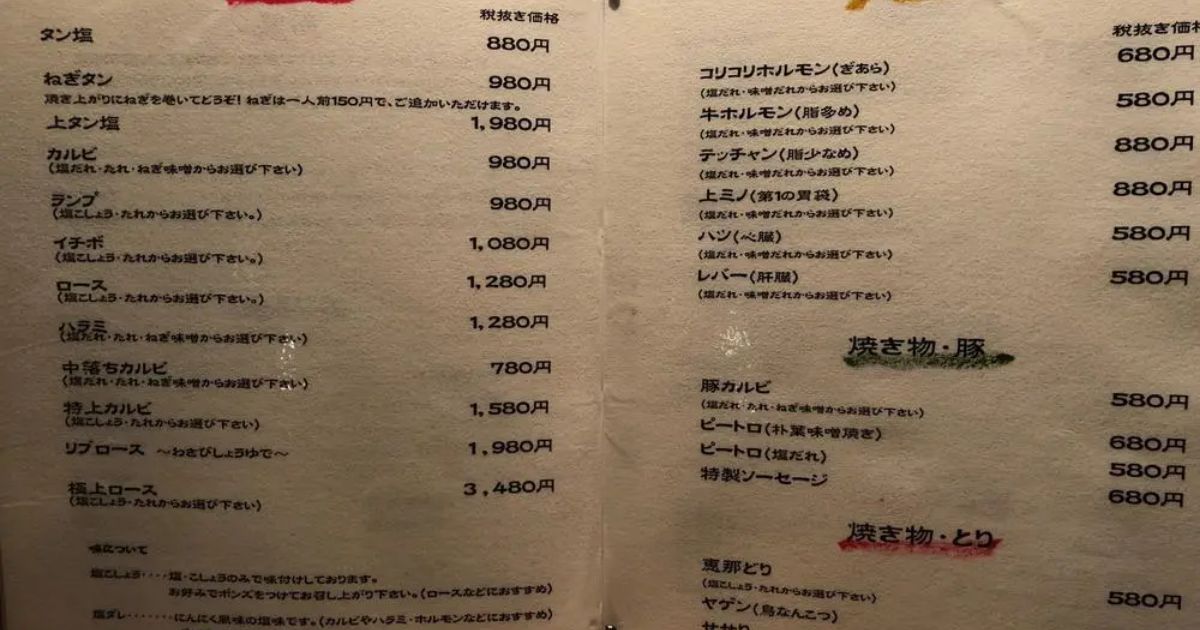 税抜き価格
タン塩 880円
ねぎタン 980円
焼き上がりにねぎを巻いてどうぞ! ねぎは一人前150円で、ご追加いただけます。
上タン塩 1,980円
カルビ 980円
(塩だれ・たれ・ねぎ味噌からお選び下さい)
ランプ 980円
(塩こしょう・たれからお選び下さい。)
イチボ 1,080円
(塩こしょう・たれからお選び下さい。)
ロース 1,280円
(塩こしょう・たれからお選び下さい。)
ハラミ 1,280円
(塩だれ・たれ・ねぎ味噌からお選び下さい)
中落ちカルビ 780円
(塩だれ・たれ・ねぎ味噌からお選び下さい)
特上カルビ 1,580円
(塩こしょう・たれからお選び下さい)
リブロース ～わさびしょうゆで～ 1,980円
極上ロース 3,480円
(塩こしょう・たれからお選び下さい)
味について
塩こしょう・・・・塩・こしょうのみで味付けしております。
お好みでポンズをつけてお召し上がり下さい。(ロースなどにおすすめ)
塩ダレ・・・・・・・にんにく風味の塩味です。(カルビやハラミ・ホルモンなどにおすすめ)
税抜き価格
コリコリホルモン(ぎあら) 680円
(塩だれ・味噌だれからお選び下さい)
牛ホルモン(脂多め) 580円
(塩だれ・味噌だれからお選び下さい)
テッチャン(脂少なめ) 880円
(塩だれ・味噌だれからお選び下さい)
上ミノ(第1の胃袋) 880円
(塩だれ・味噌だれからお選び下さい)
ハツ(心臓) 580円
(塩だれ・味噌だれからお選び下さい)
レバー(肝臓) 580円
(塩だれ・味噌だれからお選び下さい)
焼き物・豚
豚カルビ 580円
(塩だれ・たれ・ねぎ味噌からお選び下さい)
ピートロ(朴葉味噌焼き) 680円
ピートロ(塩だれ) 580円
特製ソーセージ 680円
焼き物・とり
恵那どり 580円
(塩こしょう・たれからお選び下さい)
ヤゲン(鳥なんこつ)